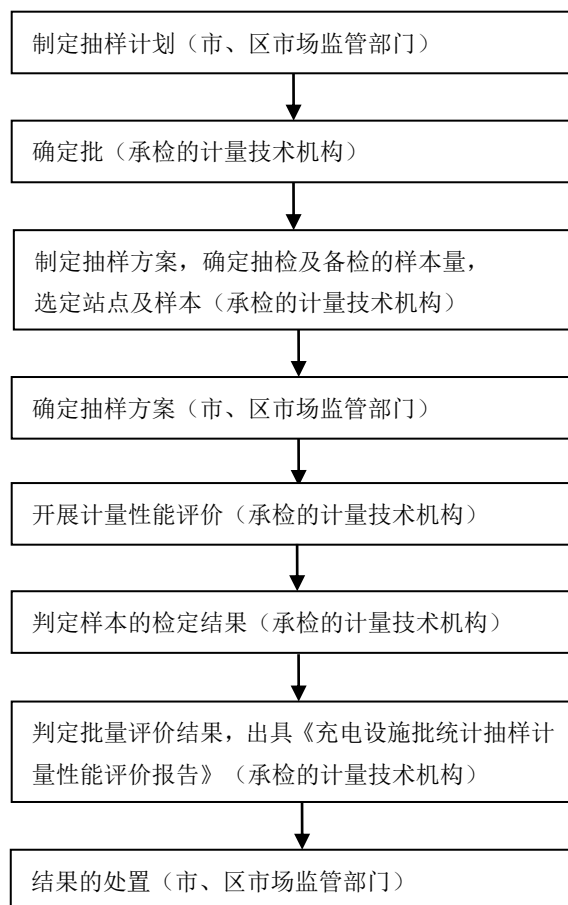 制定抽样计划（市、区市场监管部门）
确定批（承检的计量技术机构）
制定抽样方案，确定抽检及备检的样本量，
选定站点及样本（承检的计量技术机构）
确定抽样方案（市、区市场监管部门）
开展计量性能评价（承检的计量技术机构）
判定样本的检定结果（承检的计量技术机构）
判定批量评价结果，出具《充电设施批统计抽样计
量性能评价报告》（承检的计量技术机构）
结果的处置（市、区市场监管部门）